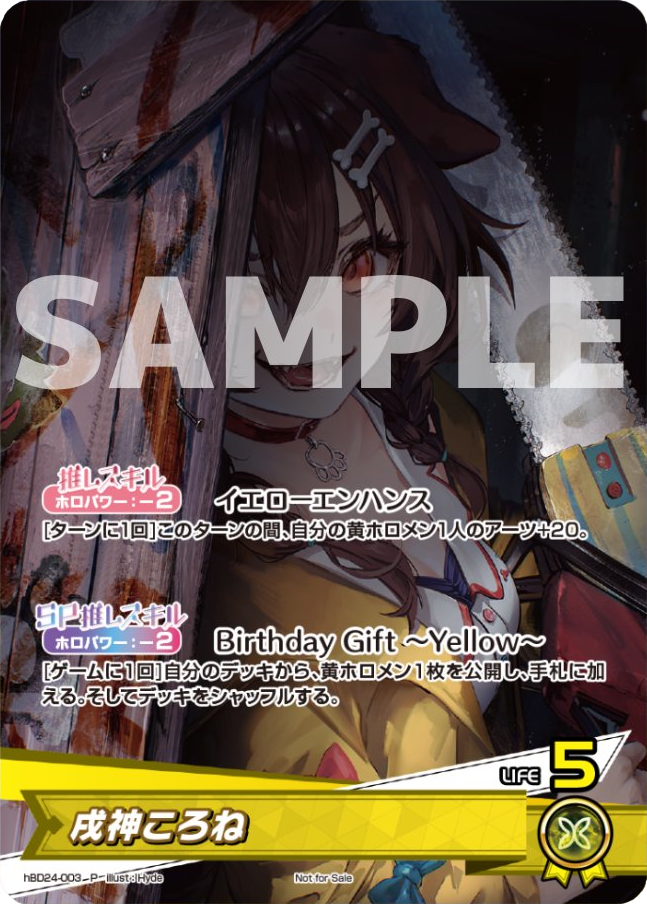 SAMPLE
推しスキル
ホロパワー：－2
イエローエンハンス
[ターンに1回]このターンの間、自分の黄ホロメン1人のアーツ+20。
SP推しスキル
ホロパワー：－2
Birthday Gift ～Yellow～
[ゲームに1回]自分のデッキから、黄ホロメン1枚を公開し、手札に加
える。そしてデッキをシャッフルする。
LIFE 5
戌神ころね
hBD24-003 P illust：Hyde
Not for Sale